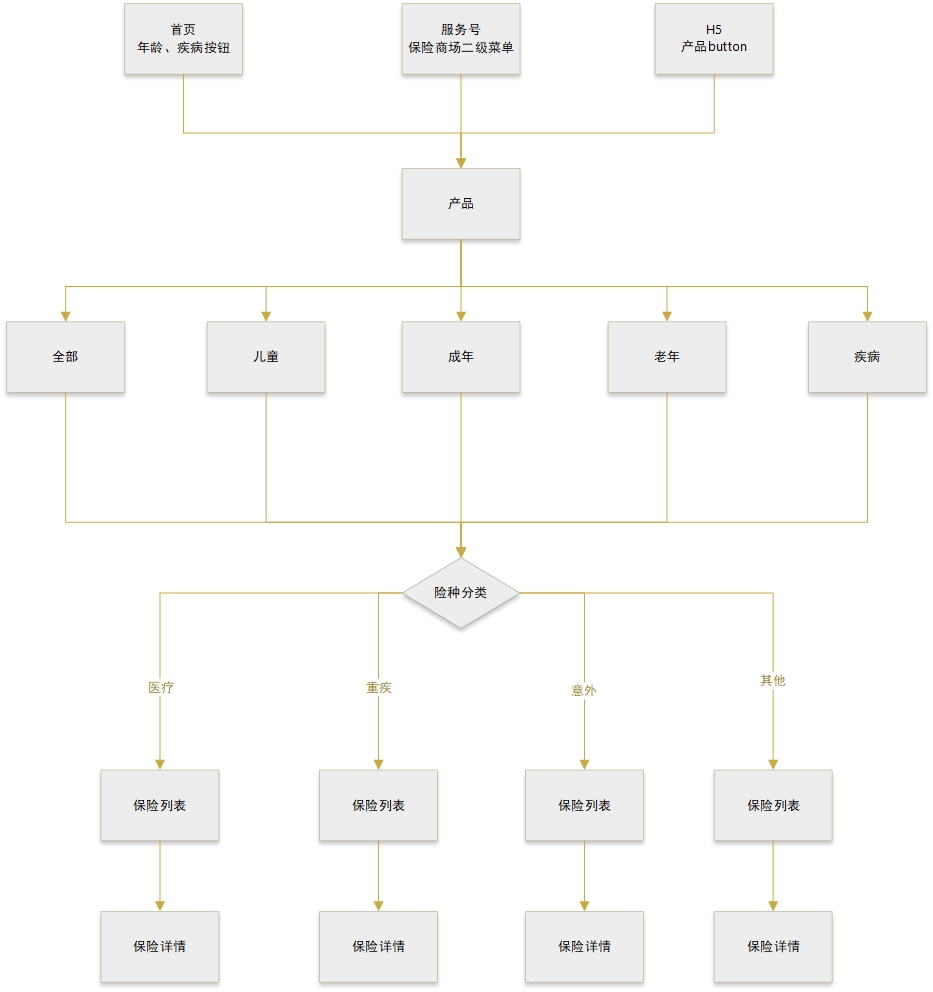 首页
年龄、疾病按钮
服务号
保险商场二级菜单
H5
产品button
产品
全部
儿童
成年
老年
疾病
险种分类
医疗
重疾
意外
其他
保险列表
保险列表
保险列表
保险列表
保险详情
保险详情
保险详情
保险详情